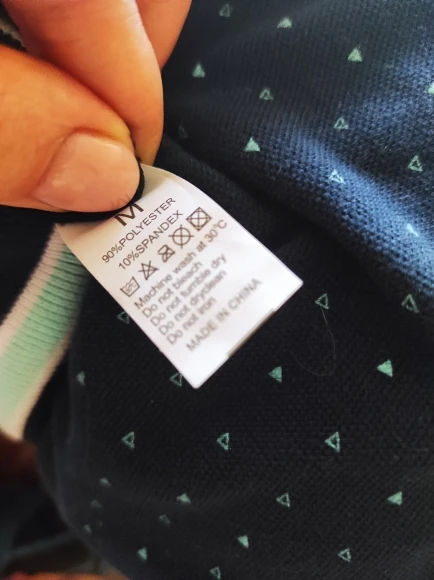 M
90%POLYESTER
10%SPANDEX
Machine wash at 30°C
Do not bleach
Do not tumble dry
Do not dryclean
Do not iron
MADE IN CHINA